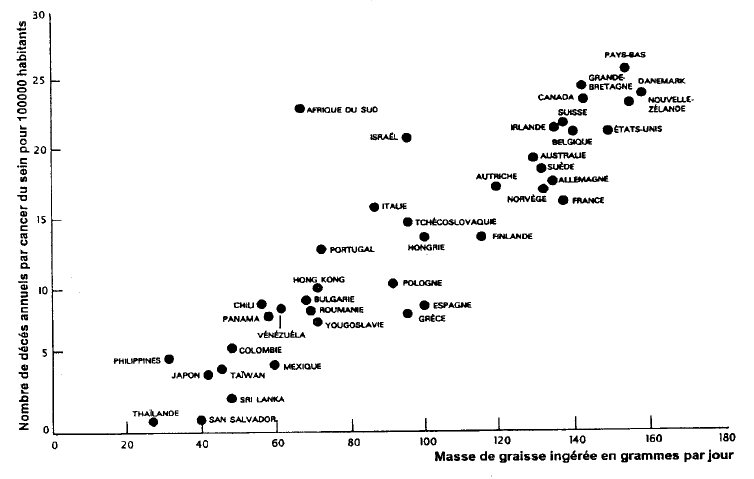 Nombre de décés annuels par cancer du sein pour 100000 habitants
30
25
20
15
10
5
0
PAYS-BAS
GRANDE-
BRETAGNE
DANEMARK
CANADA
NOUVELLE-
ZÉLANDE
SUISSE
AFRIQUE DU SUD
IRLANDE
ÉTATS-UNIS
BELGIQUE
ISRAËL
AUSTRALIE
SUÈDE
AUTRICHE
ALLEMAGNE
NORVÈGE
FRANCE
ITALIE
TCHÉCOSLOVAQUIE
HONGRIE
FINLANDE
PORTUGAL
HONG KONG
POLOGNE
CHILI
BULGARIE
ESPAGNE
PANAMA
ROUMANIE
GRÈCE
YOUGOSLAVIE
VÉNÉZUÉLA
COLOMBIE
PHILIPPINES
MEXIQUE
JAPON
TAÏWAN
SRI LANKA
THAÏLANDE
SAN SALVADOR
0 20 40 60 80 100 120 140 160 180
Masse de graisse ingérée en grammes par jour